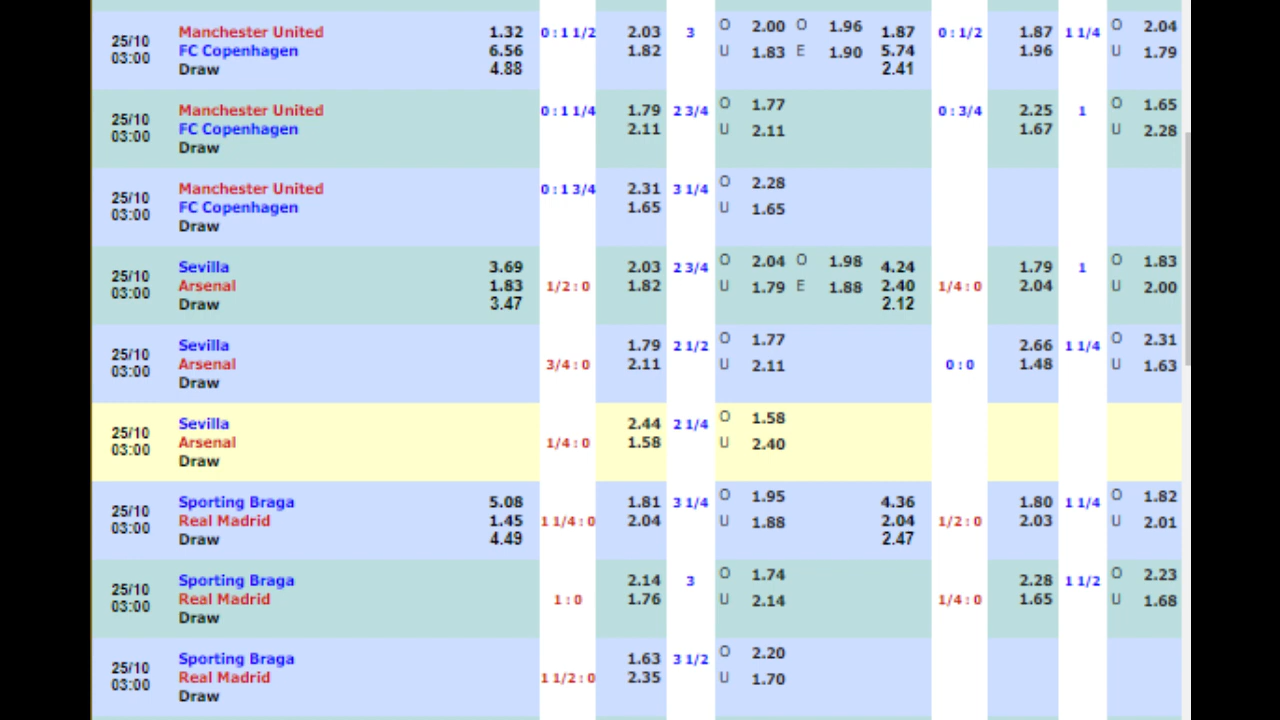 25/10 03:00 Manchester United 1.32 0 : 1 1/2 2.03 3 O 2.00 O 1.96 1.87 0 : 1/2 1.87 1 1/4 O 2.04
FC Copenhagen 6.56 1.82 U 1.83 E 1.90 5.74 1.96 U 1.79
Draw 4.88 2.41
25/10 03:00 Manchester United 0 : 1 1/4 1.79 2 3/4 O 1.77 0 : 3/4 2.25 1 O 1.65
FC Copenhagen 2.11 U 2.11 1.67 U 2.28
Draw
25/10 03:00 Manchester United 0 : 1 3/4 2.31 3 1/4 O 2.28
FC Copenhagen 1.65 U 1.65
Draw
25/10 03:00 Sevilla 3.69 2.03 2 3/4 O 2.04 O 1.98 4.24 1.79 1 O 1.83
Arsenal 1.83 1/2 : 0 1.82 U 1.79 E 1.88 2.40 1/4 : 0 2.04 U 2.00
Draw 3.47 2.12
25/10 03:00 Sevilla 1.79 2 1/2 O 1.77 2.66 1 1/4 O 2.31
Arsenal 3/4 : 0 2.11 U 2.11 0 : 0 1.48 U 1.63
Draw
25/10 03:00 Sevilla 2.44 2 1/4 O 1.58
Arsenal 1/4 : 0 1.58 U 2.40
Draw
25/10 03:00 Sporting Braga 5.08 1.81 3 1/4 O 1.95 4.36 1.80 1 1/4 O 1.82
Real Madrid 1.45 1 1/4 : 0 2.04 U 1.88 2.04 1/2 : 0 2.03 U 2.01
Draw 4.49 2.47
25/10 03:00 Sporting Braga 2.14 3 O 1.74 2.28 1 1/2 O 2.23
Real Madrid 1 : 0 1.76 U 2.14 1/4 : 0 1.65 U 1.68
Draw
25/10 03:00 Sporting Braga 1.63 3 1/2 O 2.20
Real Madrid 1 1/2 : 0 2.35 U 1.70
Draw